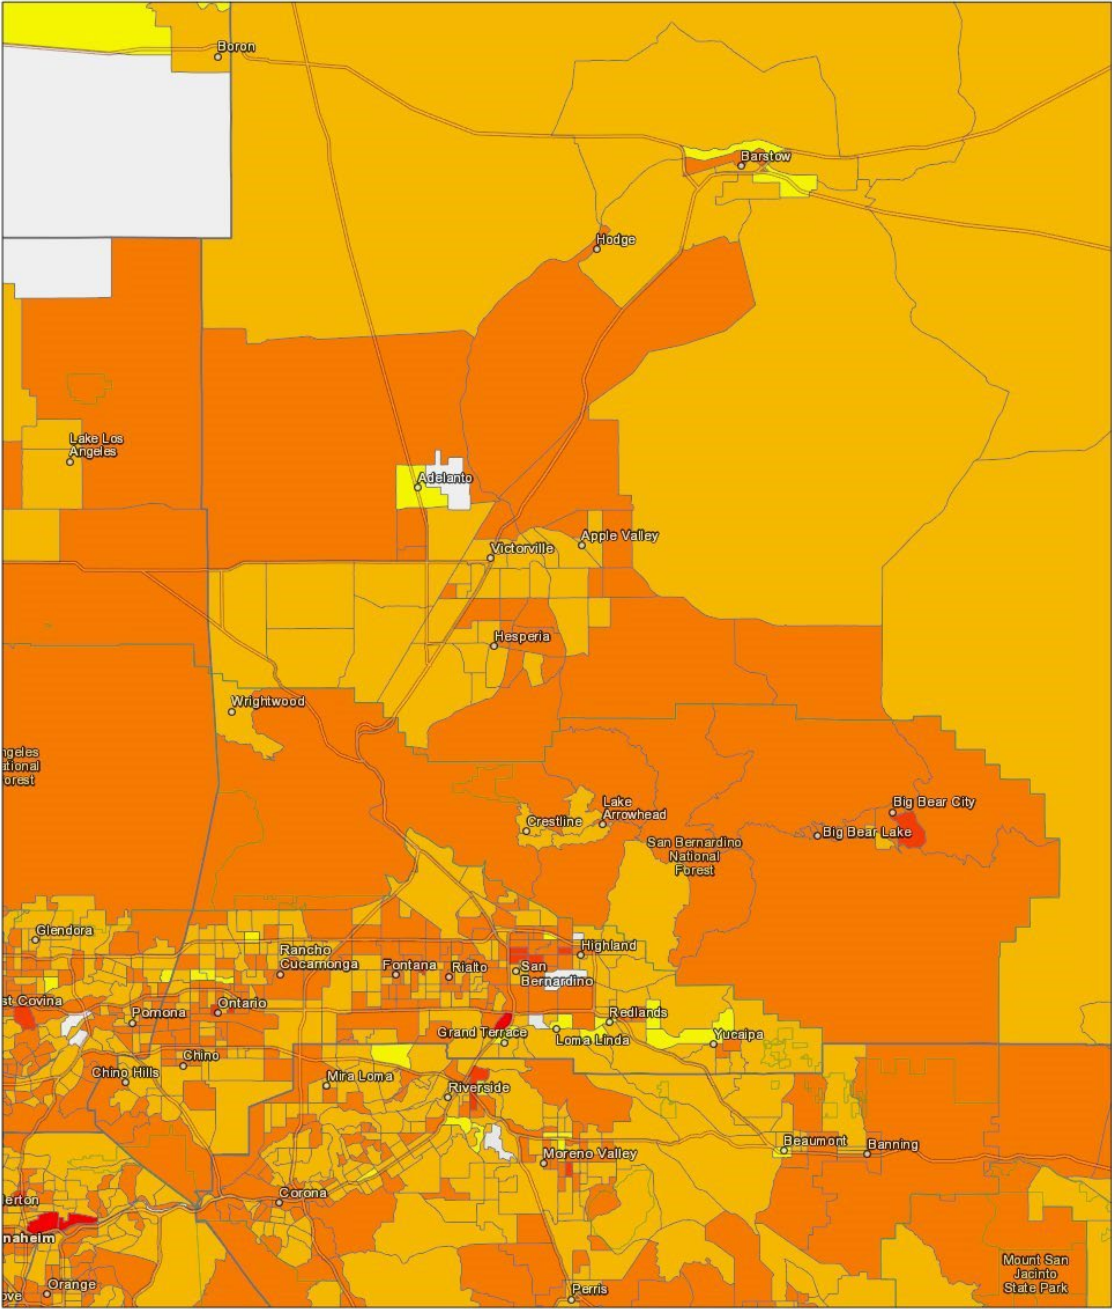 Boron
Barstow
Hodge
Lake Los
Angeles
Adelanto
Apple Valley
Victorville
Hesperia
Wrightwood
ngeles
ational
orest
Lake
Arrowhead
Crestline
Big Bear City
Big Bear Lake
San Bernardino
National
Forest
Glendora
Rancho
Cucamonga
Fontana
Rialto
San
Bernardino
Highland
st Covina
Pomona
Ontario
Grand Terrace
Redlands
Loma Linda
Yucaipa
Chino
Chino Hills
Mira Loma
Riverside
Beaumont
Banning
Moreno Valley
lerton
Corona
naheim
Mount San
Jacinto
State Park
Orange
ove
Perris